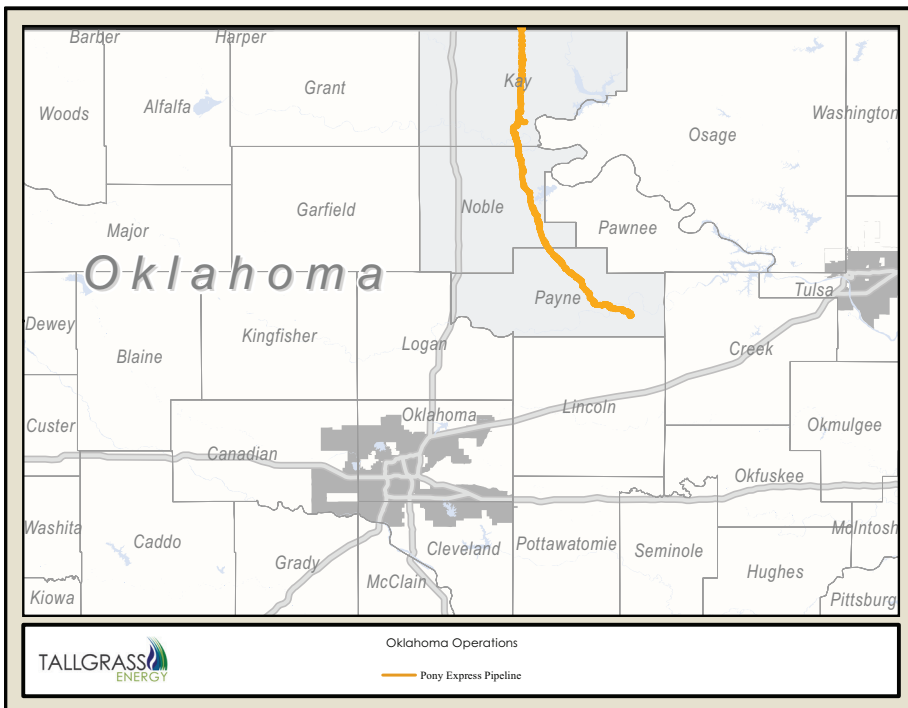 Barber
Harper
Kay
Grant
Woods
Alfalfa
Washington
Osage
Garfield
Noble
Major
Pawnee
Oklahoma
Payne
Tulsa
Dewey
Kingfisher
Logan
Blaine
Creek
Oklahoma
Lincoln
Custer
Okmulgee
Canadian
Okfuskee
Washita
McIntosh
Caddo
Cleveland
Pottawatomie
Seminole
Grady
McClain
Hughes
Kiowa
Pittsburg
Oklahoma Operations
TALLGRASS
ENERGY
Pony Express Pipeline